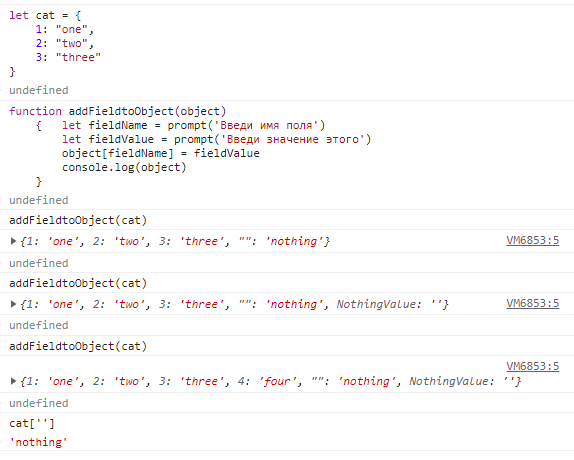 let cat = {
    1: "one",
    2: "two",
    3: "three"
}
undefined
function addFieldtoObject(object)
    {   let fieldName = prompt('Введи имя поля')
        let fieldValue = prompt('Введи значение этого')
        object[fieldName] = fieldValue
        console.log(object)
    }
undefined
addFieldtoObject(cat)
{1: 'one', 2: 'two', 3: 'three', "": 'nothing'} VM6853:5
undefined
addFieldtoObject(cat)
{1: 'one', 2: 'two', 3: 'three', "": 'nothing', NothingValue: ''} VM6853:5
undefined
addFieldtoObject(cat)
VM6853:5
{1: 'one', 2: 'two', 3: 'three', 4: 'four', "": 'nothing', NothingValue: ''}
undefined
cat['']
'nothing'